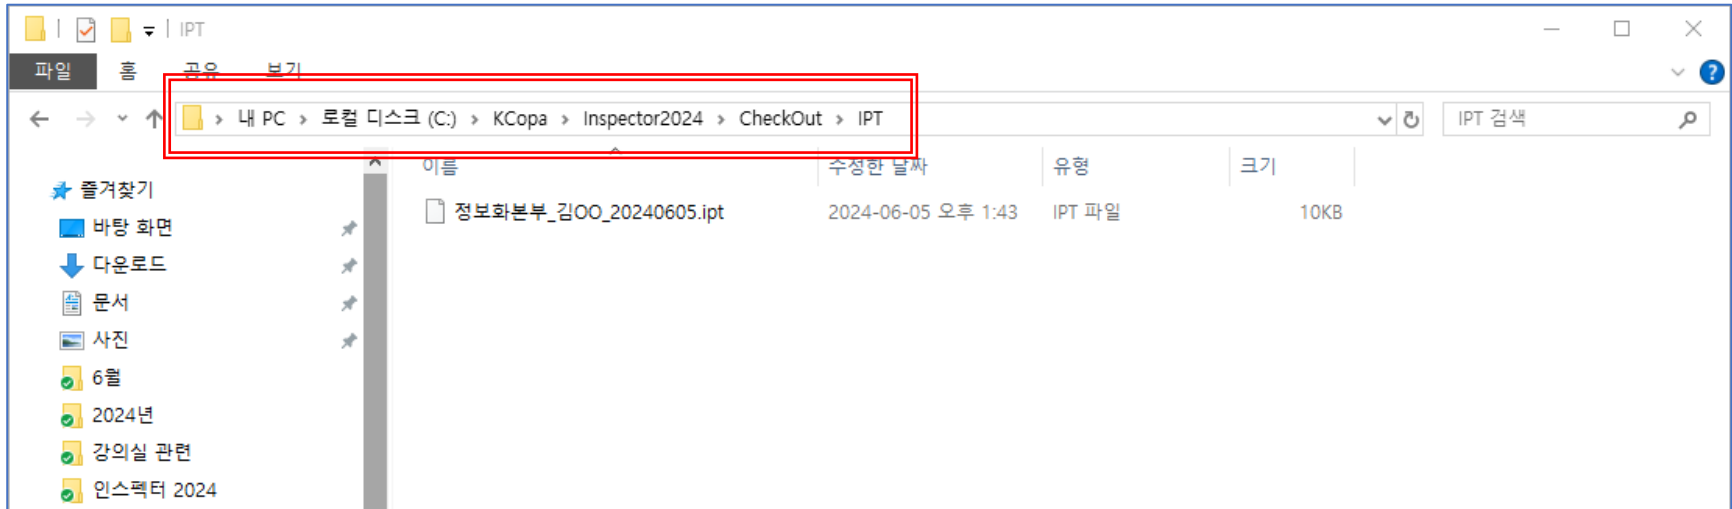 IPT
파일 홈 공유 보기
내 PC › 로컬 디스크 (C:) › KCopa › Inspector2024 › CheckOut › IPT
IPT 검색
이름 수정한 날짜 유형 크기
정보화본부_김OO_20240605.ipt 2024-06-05 오후 1:43 IPT 파일 10KB
즐겨찾기
바탕 화면
다운로드
문서
사진
6월
2024년
강의실 관련
인스펙터 2024